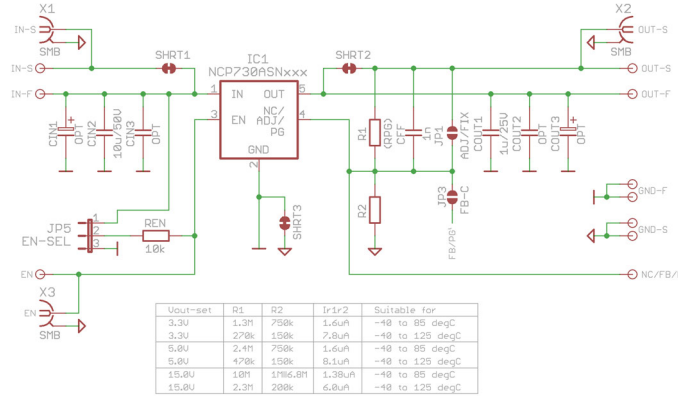 X1
X2
IN-S
OUT-S
SMB
SMB
SHRT1
IC1
SHRT2
NCP730ASNxxx
IN-S
OUT-S
IN-F
1
IN
OUT
5
OUT-F
3
EN
NC/
ADJ/
PG
4
GND
2
CIN1
OPT
CIN2
10u/50V
CIN3
OPT
R1
(RPG)
CFF
1n
JP1
ADJ/FIX
COUT1
1u/25V
COUT2
OPT
COUT3
OPT
JP3
FB-C
R2
FB/PG'
GND-F
GND-S
SHRT3
JP5
EN-SEL
1
2
3
REN
10k
EN
NC/FB/
X3
SMB
Vout-set R1 R2 Ir1r2 Suitable for
3.3V 1.3M 750k 1.6uA -40 to 85 degC
3.3V 270k 150k 7.8uA -40 to 125 degC
5.0V 2.4M 750k 1.6uA -40 to 85 degC
5.0V 470k 150k 8.1uA -40 to 125 degC
15.0V 10M 1M||6.8M 1.38uA -40 to 85 degC
15.0V 2.3M 200k 6.0uA -40 to 125 degC